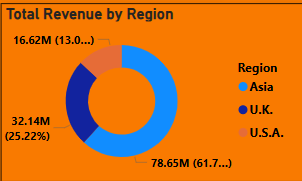 Total Revenue by Region
16.62M (13.0...)
Region
Asia
U.K.
U.S.A.
32.14M
(25.22%)
78.65M (61.7...)